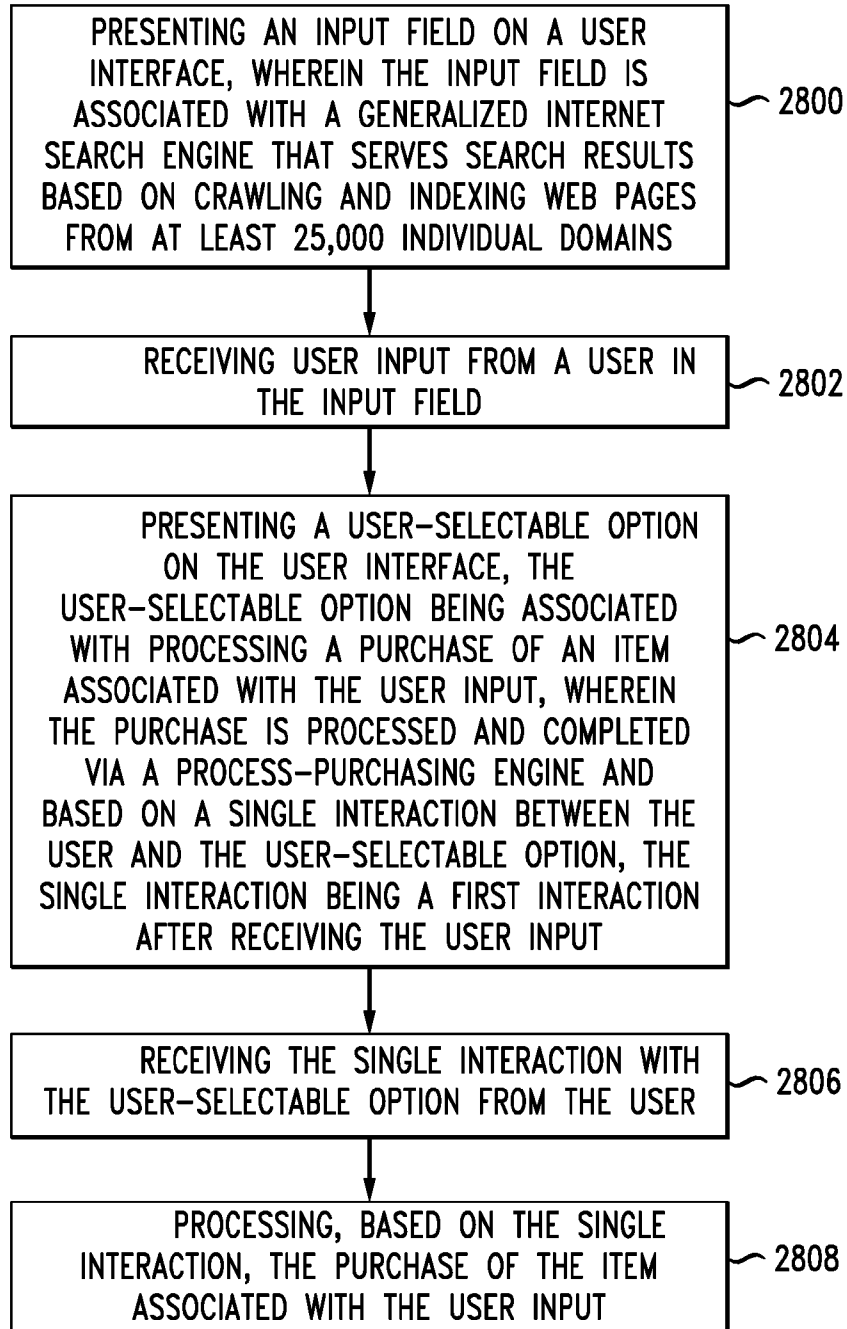 PRESENTING AN INPUT FIELD ON A USER
INTERFACE, WHEREIN THE INPUT FIELD IS
ASSOCIATED WITH A GENERALIZED INTERNET
SEARCH ENGINE THAT SERVES SEARCH RESULTS
BASED ON CRAWLING AND INDEXING WEB PAGES
FROM AT LEAST 25,000 INDIVIDUAL DOMAINS
2800
RECEIVING USER INPUT FROM A USER IN
THE INPUT FIELD
2802
PRESENTING A USER-SELECTABLE OPTION
ON THE USER INTERFACE, THE
USER-SELECTABLE OPTION BEING ASSOCIATED
WITH PROCESSING A PURCHASE OF AN ITEM
ASSOCIATED WITH THE USER INPUT, WHEREIN
THE PURCHASE IS PROCESSED AND COMPLETED
VIA A PROCESS-PURCHASING ENGINE AND
BASED ON A SINGLE INTERACTION BETWEEN THE
USER AND THE USER-SELECTABLE OPTION, THE
SINGLE INTERACTION BEING A FIRST INTERACTION
AFTER RECEIVING THE USER INPUT
2804
RECEIVING THE SINGLE INTERACTION WITH
THE USER-SELECTABLE OPTION FROM THE USER
2806
PROCESSING, BASED ON THE SINGLE
INTERACTION, THE PURCHASE OF THE ITEM
ASSOCIATED WITH THE USER INPUT
2808